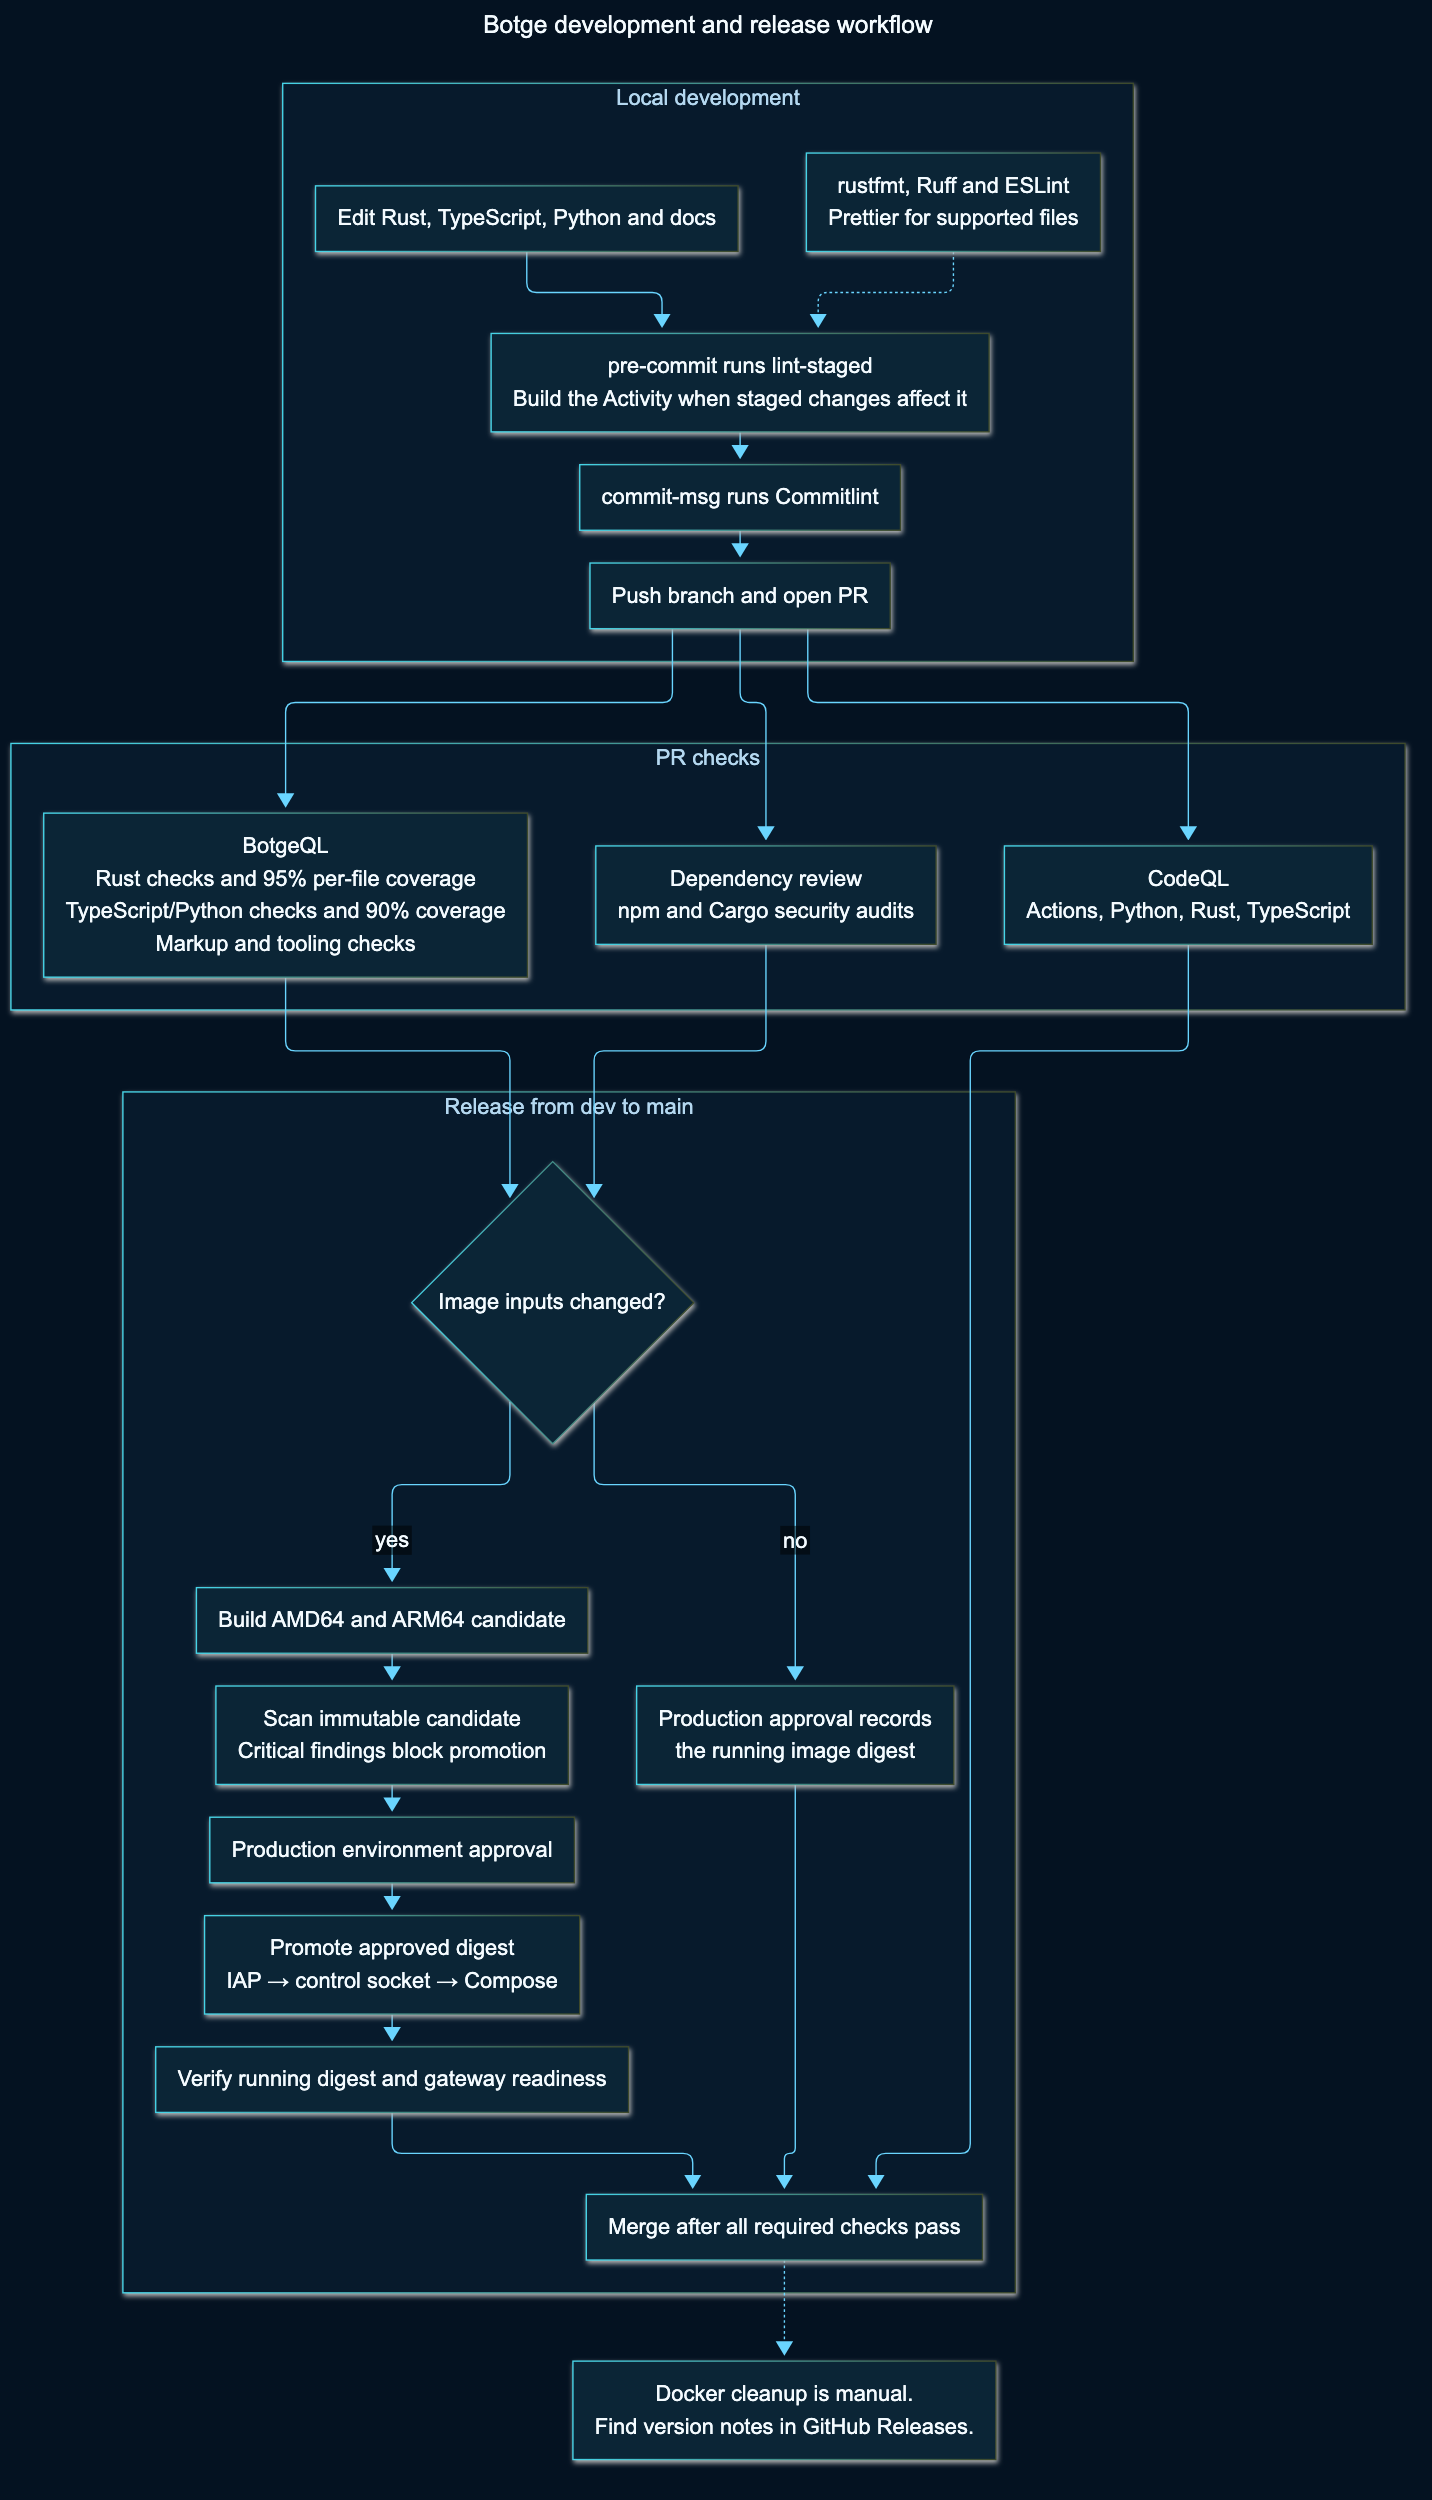 Botge development and release workflow
Local development
Edit Rust, TypeScript, Python and docs
rustfmt, Ruff and ESLint
Prettier for supported files
pre-commit runs lint-staged
Build the Activity when staged changes affect it
commit-msg runs Commitlint
Push branch and open PR
PR checks
BotgeQL
Rust checks and 95% per-file coverage
TypeScript/Python checks and 90% coverage
Markup and tooling checks
Dependency review
npm and Cargo security audits
CodeQL
Actions, Python, Rust, TypeScript
Release from dev to main
Image inputs changed?
yes
no
Build AMD64 and ARM64 candidate
Scan immutable candidate
Critical findings block promotion
Production approval records
the running image digest
Production environment approval
Promote approved digest
IAP → control socket → Compose
Verify running digest and gateway readiness
Merge after all required checks pass
Docker cleanup is manual.
Find version notes in GitHub Releases.